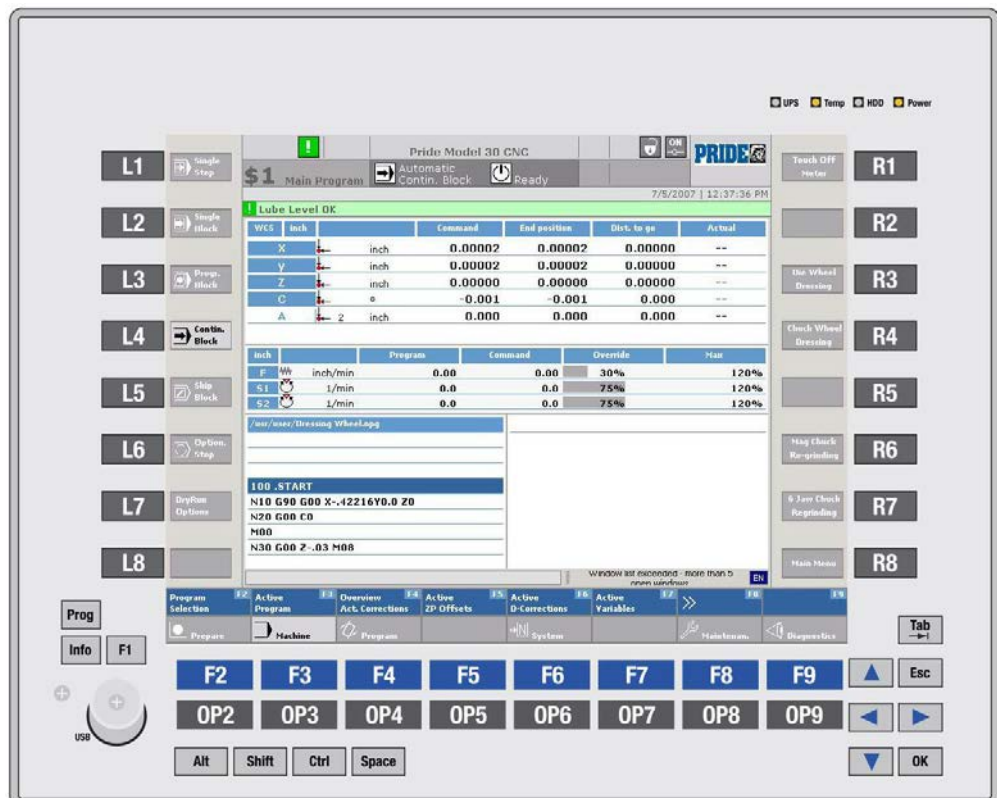 UPS Temp HDD Power
Pride Model 30 CNC
ON
PRIDE
$1 Main Program
Automatic
Contin. Block
Ready
7/5/2007 | 12:37:36 PM
! Lube Level OK
L1 Single Step
L2 Single Block
L3 Progr. Block
L4 Contin. Block
L5 Skip Block
L6 Option. Stop
L7 DryRun Options
L8
WCS inch Command End position Dist. to go Actual
X inch 0.00002 0.00002 0.00000 --
y inch 0.00002 0.00002 0.00000 --
Z inch 0.00000 0.00000 0.00000 --
C ° -0.001 -0.001 0.000 --
A 2 inch 0.000 0.000 0.000 --
inch Program Command Override Max
F inch/min 0.00 0.00 30% 120%
S1 1/min 0.0 0.0 75% 120%
S2 1/min 0.0 0.0 75% 120%
/usr/user/Dressing Wheel.npg
100 .START
N10 G90 G00 X-.42216Y0.0 Z0
N20 G00 C0
M00
N30 G00 Z-.03 M08
Window list exceeded - more than 5
open windows
EN
Touch Off Meter R1
R2
Dressing R3
Chuck Wheel Dressing R4
R5
Mag Chuck Re-grinding R6
6 Jaw Chuck Regrinding R7
Main Menu R8
Program Selection F2
Active Program F3
Overview Act. Corrections F4
Active ZP Offsets F5
Active D-Corrections F6
Active Variables F7
>> F8
F9
Prepare Machine Program System Maintenan. Diagnostics
Prog
Info F1
USB
F2 F3 F4 F5 F6 F7 F8 F9
OP2 OP3 OP4 OP5 OP6 OP7 OP8 OP9
Alt Shift Ctrl Space
Tab
Esc
OK